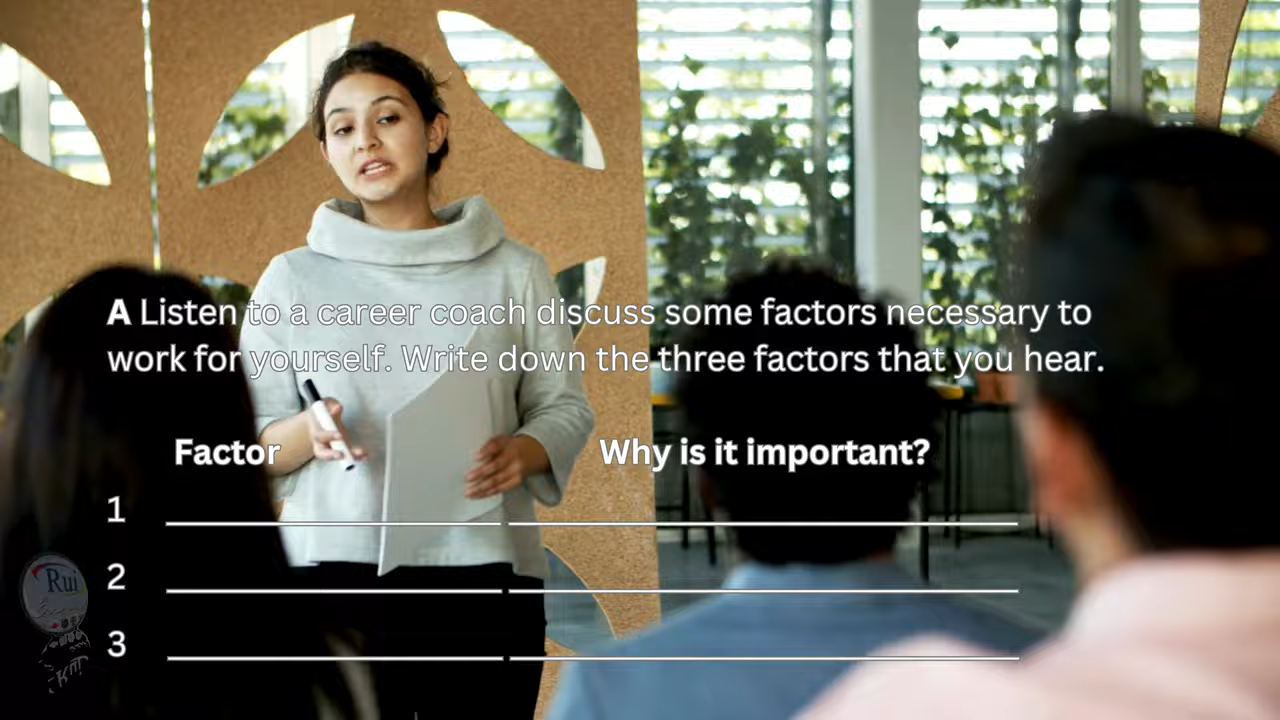 A Listen to a career coach discuss some factors necessary to
work for yourself. Write down the three factors that you hear.
Factor Why is it important?
1
2
3
Rui